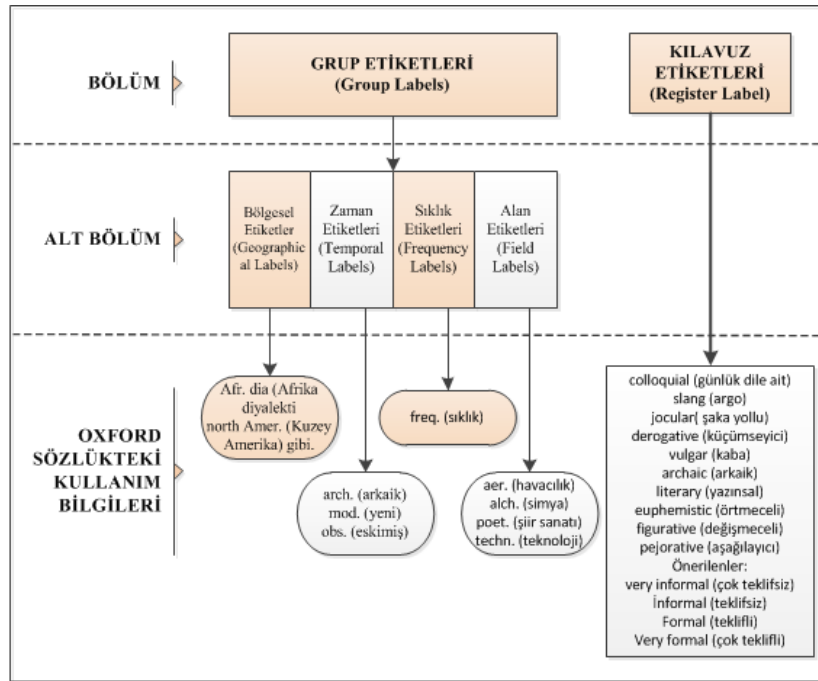 BÖLÜM
GRUP ETİKETLERİ
(Group Labels)
KILAVUZ
ETİKETLERİ
(Register Label)
ALT BÖLÜM
Bölgesel
Etiketler
(Geographic
al Labels)
Zaman
Etiketleri
(Temporal
Labels)
Sıklık
Etiketleri
(Frequency
Labels)
Alan
Etiketleri
(Field
Labels)
OXFORD
SÖZLÜKTEKİ
KULLANIM
BİLGİLERİ
Afr. dia (Afrika
diyalekti
north Amer. (Kuzey
Amerika) gibi.
arch. (arkaik)
mod. (yeni)
obs. (eskimiş)
freq. (sıklık)
aer. (havacılık)
alch. (simya)
poet. (şiir sanatı)
techn. (teknoloji)
colloquial (günlük dile ait)
slang (argo)
jocular( şaka yollu)
derogative (küçümseyici)
vulgar (kaba)
archaic (arkaik)
literary (yazınsal)
euphemistic (örtmeceli)
figurative (değişmeceli)
pejorative (aşağılayıcı)
Önerilenler:
very informal (çok teklifsiz)
İnformal (teklifsiz)
Formal (teklifli)
Very formal (çok teklifli)